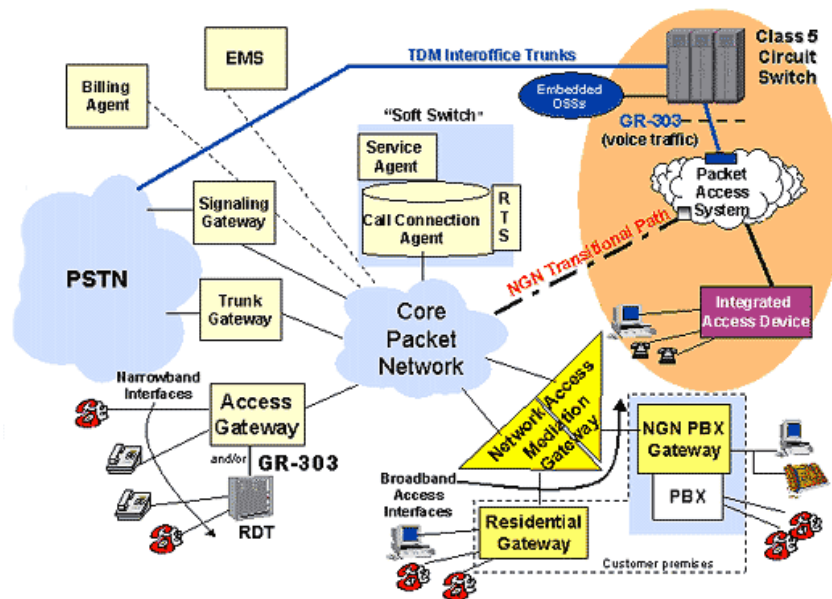 Class 5
Circuit
Switch
TDM Interoffice Trunks
EMS
Billing
Agent
Embedded
OSSs
GR-303
(voice traffic)
"Soft Switch"
Service
Agent
Call Connection
Agent
R
T
S
Packet
Access
System
Signaling
Gateway
NGN Transitional Path
PSTN
Trunk
Gateway
Core
Packet
Network
Integrated
Access Device
Narrowband
Interfaces
Access
Gateway
and/or
GR-303
RDT
Network Access
Mediation
Gateway
NGN PBX
Gateway
PBX
Broadband
Access
Interfaces
Residential
Gateway
Customer premises